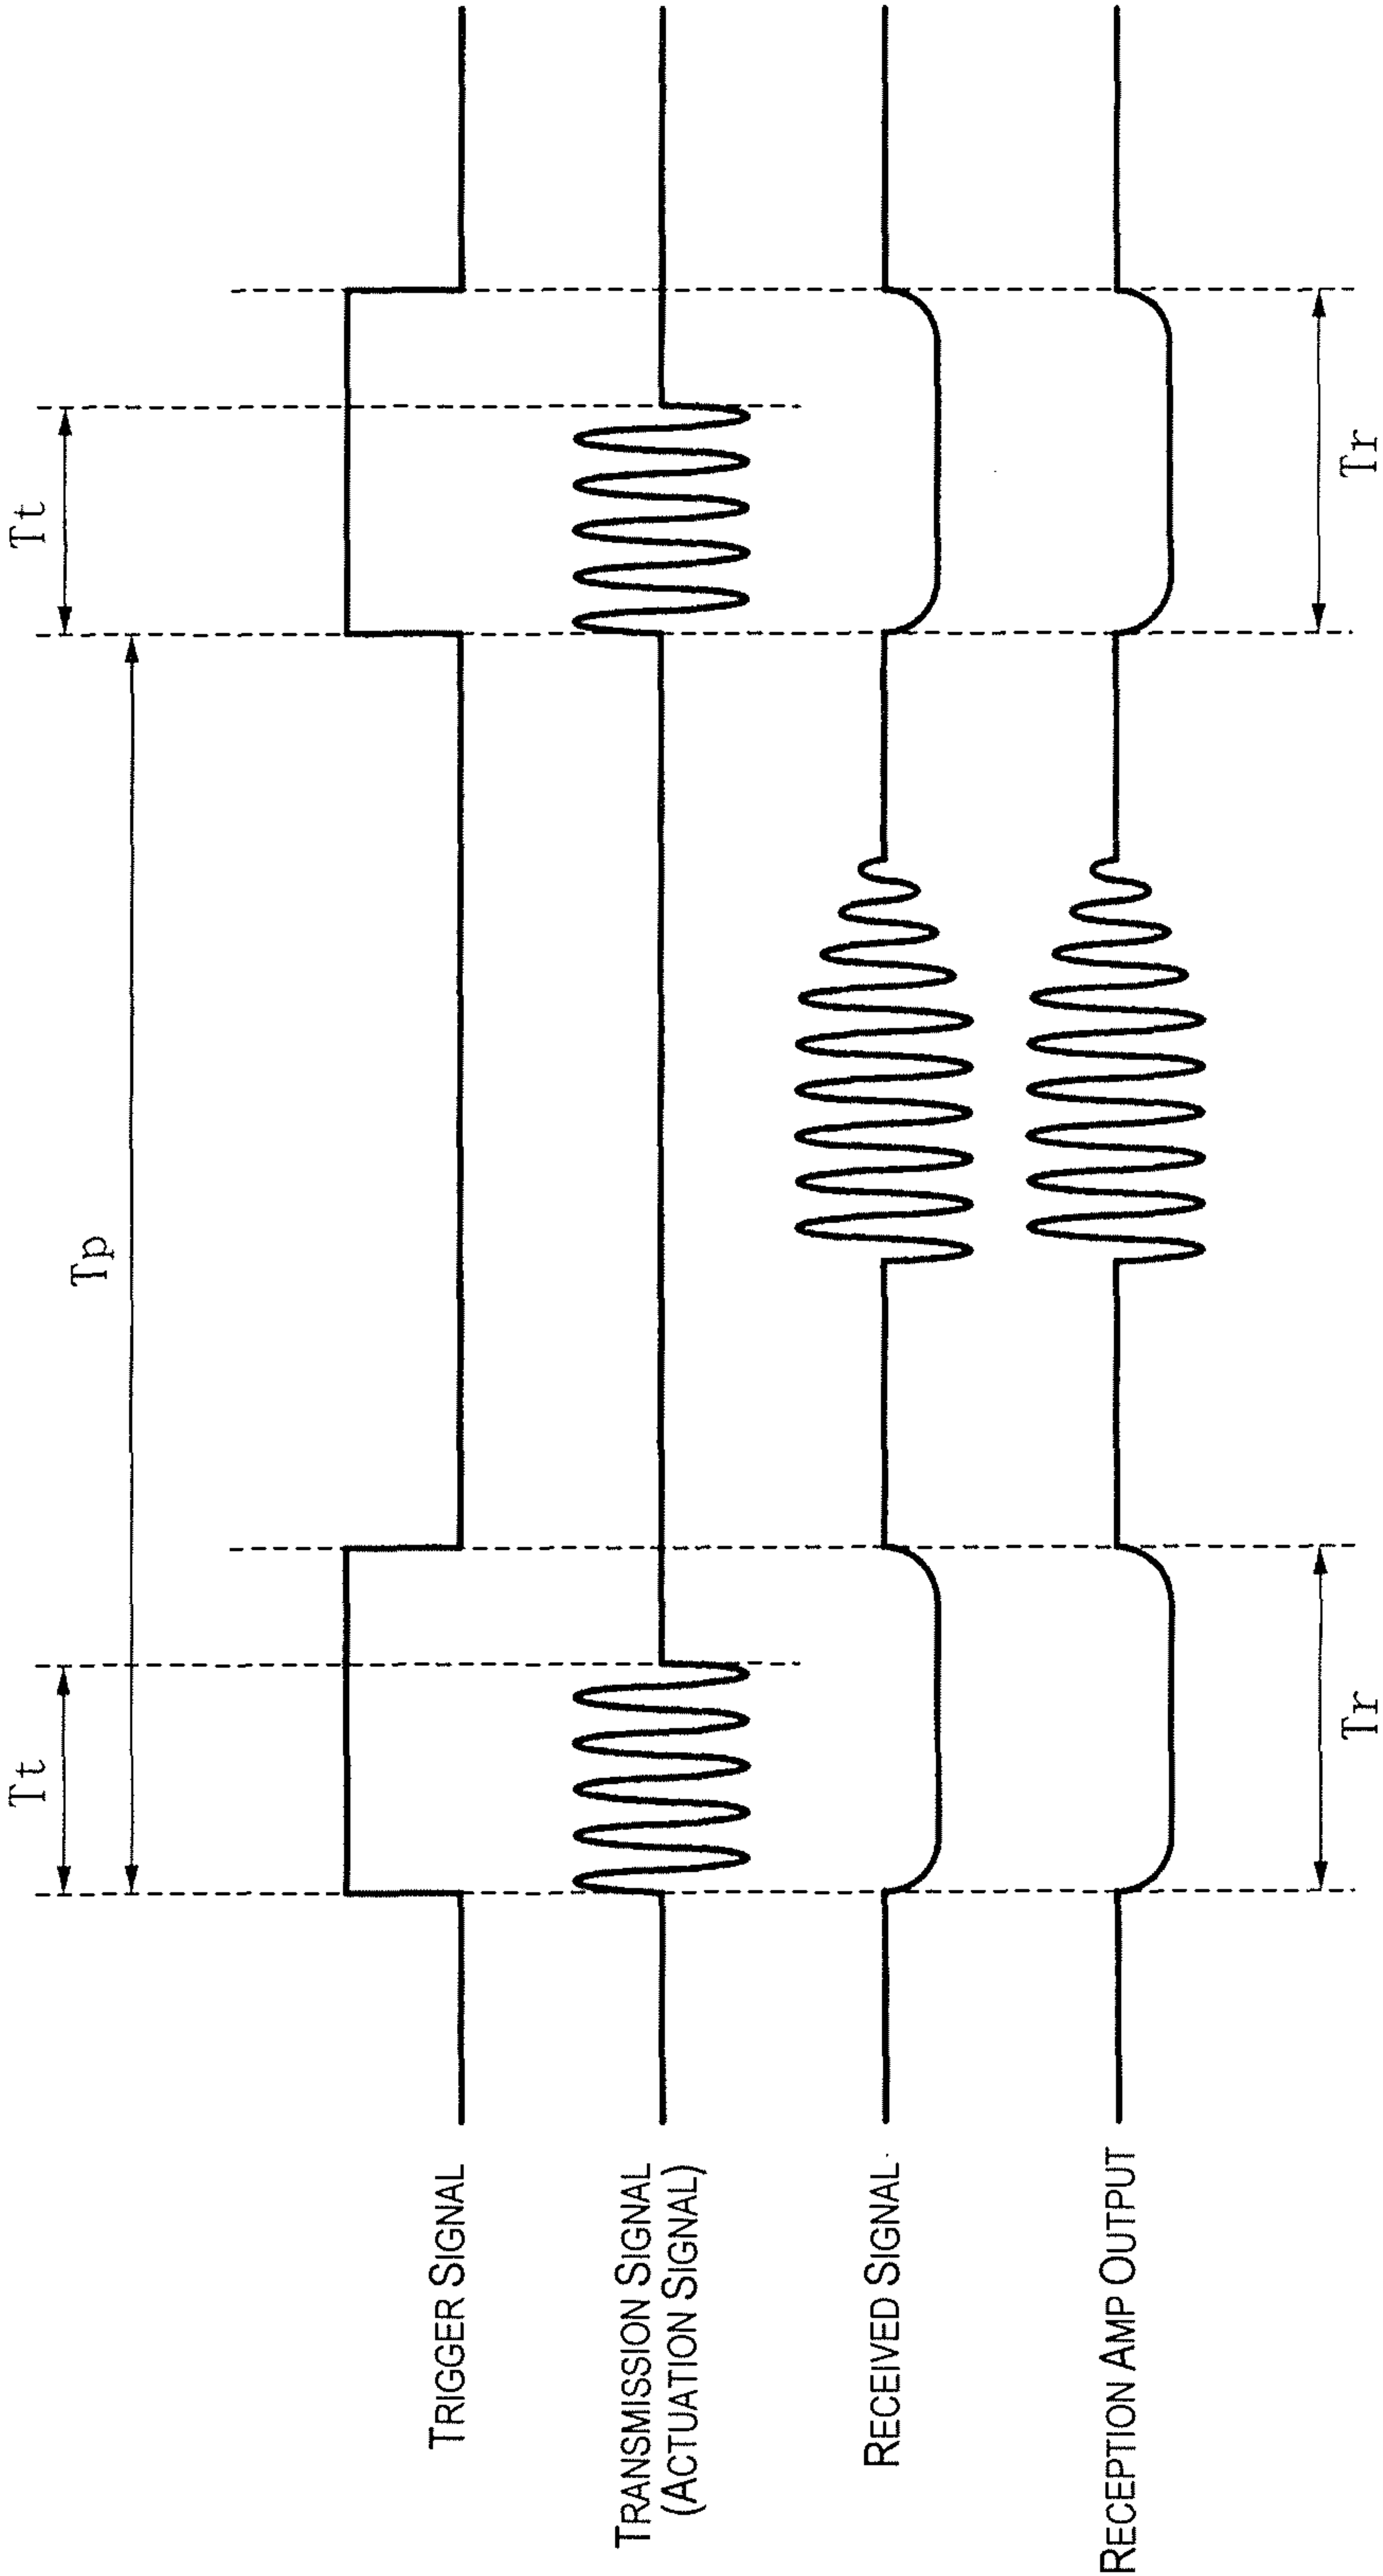 Tt
Tt
Tp
TRIGGER SIGNAL
TRANSMISSION SIGNAL
(ACTUATION SIGNAL)
RECEIVED SIGNAL
RECEPTION AMP OUTPUT
Tr
Tr